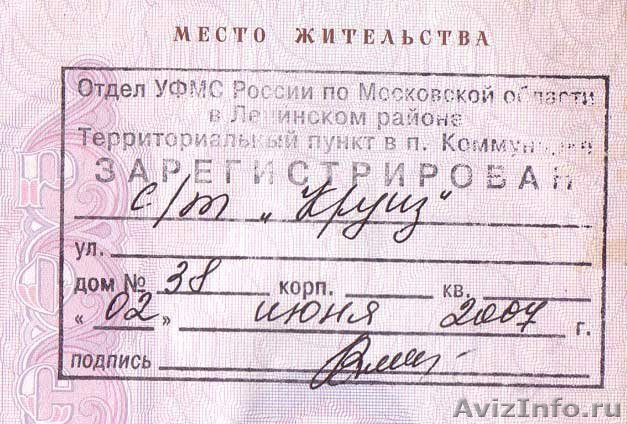 МЕСТО ЖИТЕЛЬСТВА
Отдел УФМС России по Московской области
в Ленинском районе
Территориальный пункт в п. Коммунарка
ЗАРЕГИСТРИРОВАН
с/т „Круиз"
ул.
дом № 38 корп. кв.
«02» июня 2007 г.
подпись
AvizInfo.ru